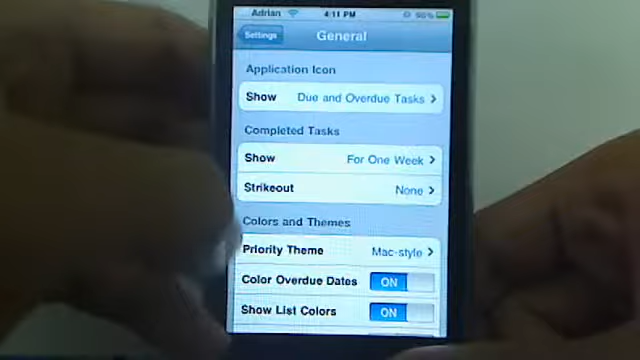 Adrian 4:11 PM 96%
Settings General
Application Icon
Show Due and Overdue Tasks
Completed Tasks
Show For One Week
Strikeout None
Colors and Themes
Priority Theme Mac-style
Color Overdue Dates ON
Show List Colors ON